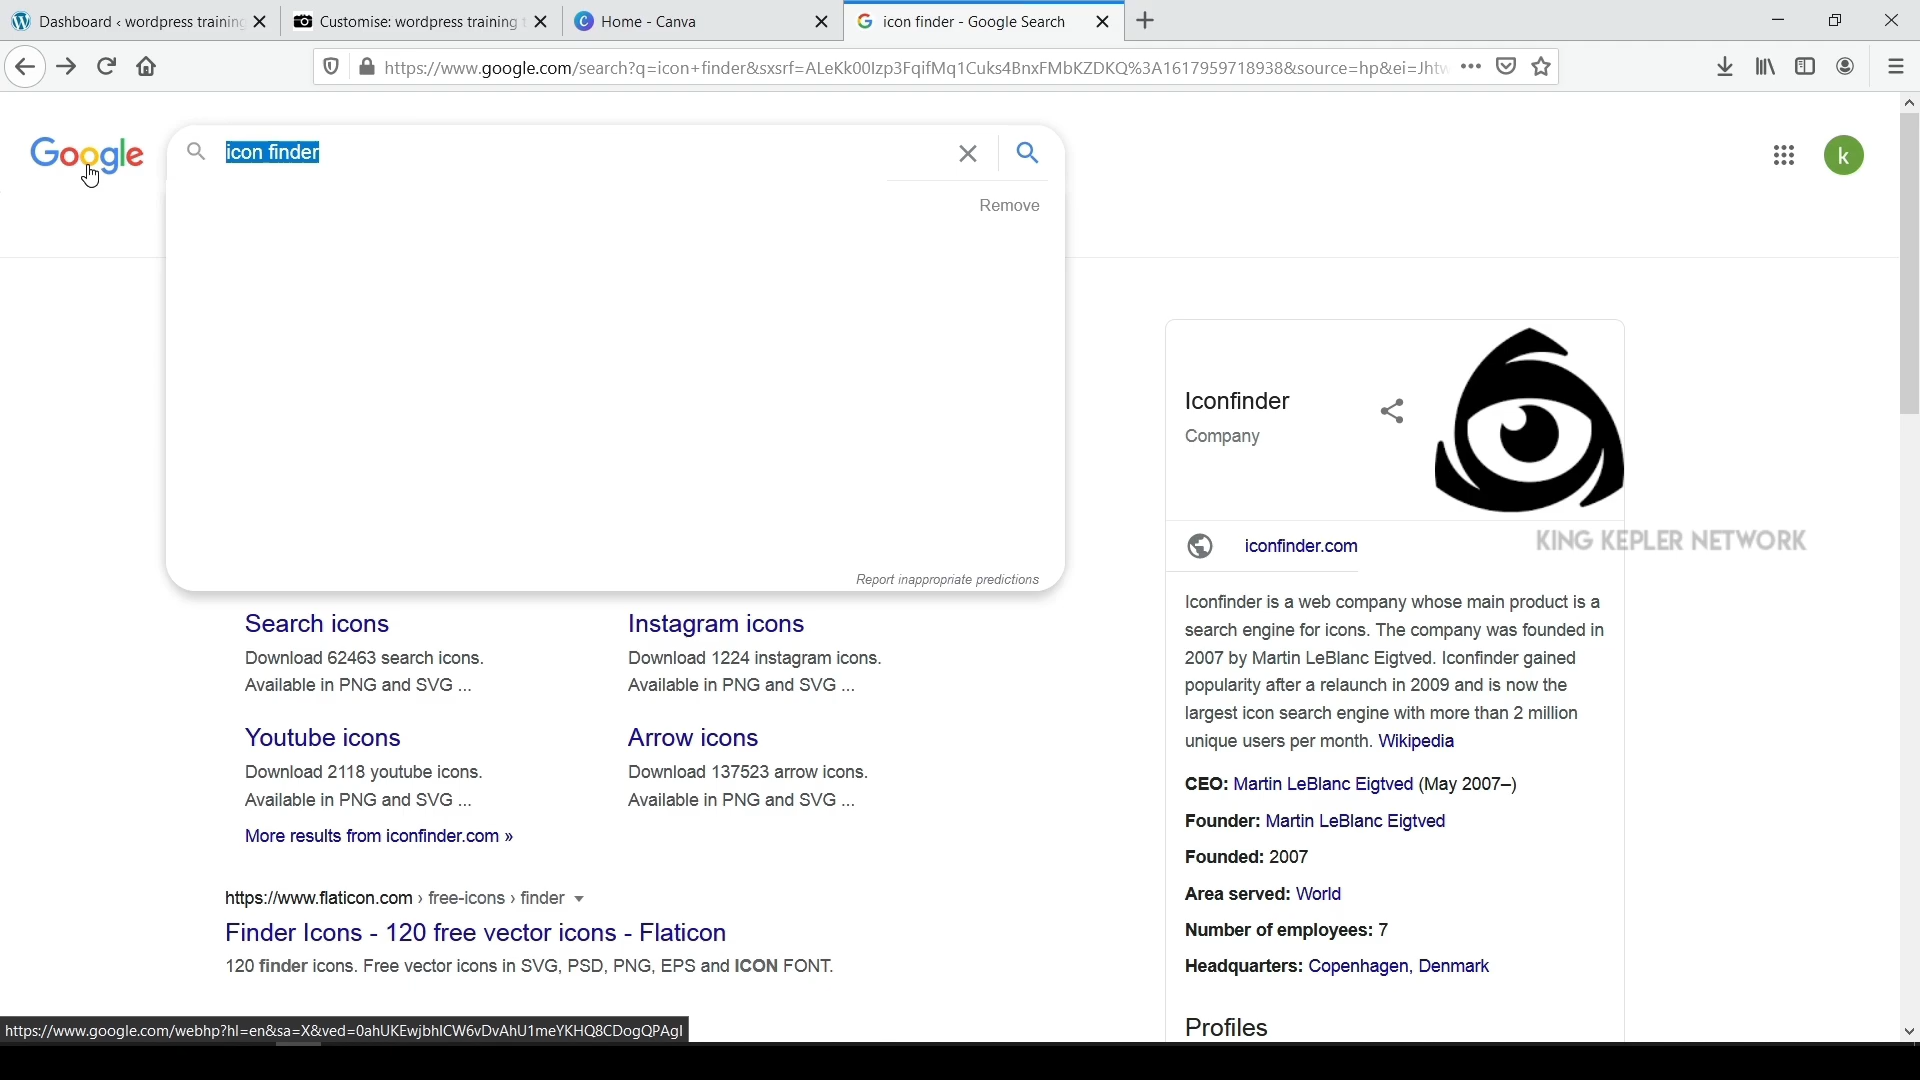 Dashboard ‹ wordpress training
Customise: wordpress training t
Home - Canva
icon finder - Google Search
https://www.google.com/search?q=icon+finder&sxsrf=ALeKk00Izp3FqifMq1Cuks4BnxFMbKZDKQ%3A1617959718938&source=hp&ei=Jhtw
Google
icon finder
k
Remove
Report inappropriate predictions
Search icons
Download 62463 search icons.
Available in PNG and SVG ...
Instagram icons
Download 1224 instagram icons.
Available in PNG and SVG ...
Youtube icons
Download 2118 youtube icons.
Available in PNG and SVG ...
Arrow icons
Download 137523 arrow icons.
Available in PNG and SVG ...
More results from iconfinder.com »
https://www.flaticon.com › free-icons › finder
Finder Icons - 120 free vector icons - Flaticon
120 finder icons. Free vector icons in SVG, PSD, PNG, EPS and ICON FONT.
Iconfinder
Company
iconfinder.com
KING KEPLER NETWORK
Iconfinder is a web company whose main product is a
search engine for icons. The company was founded in
2007 by Martin LeBlanc Eigtved. Iconfinder gained
popularity after a relaunch in 2009 and is now the
largest icon search engine with more than 2 million
unique users per month. Wikipedia
CEO: Martin LeBlanc Eigtved (May 2007–)
Founder: Martin LeBlanc Eigtved
Founded: 2007
Area served: World
Number of employees: 7
Headquarters: Copenhagen, Denmark
Profiles
https://www.google.com/webhp?hl=en&sa=X&ved=0ahUKEwjbhICW6vDvAhU1meYKHQ8CDogQPAgI